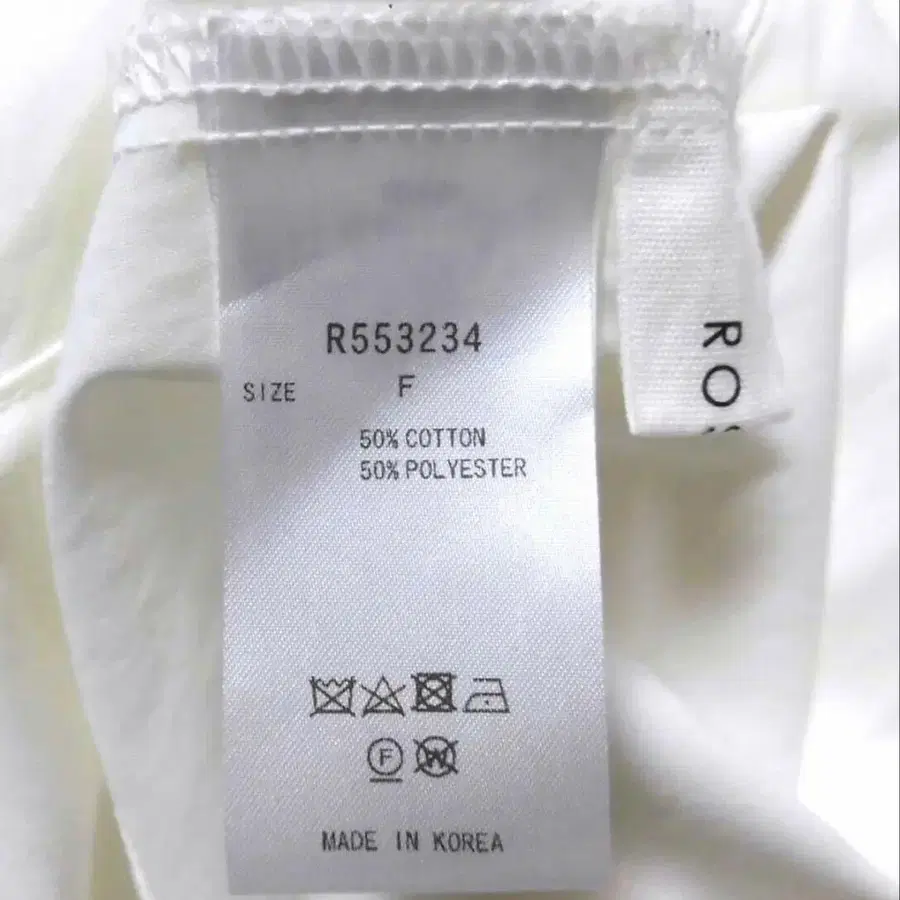 R553234
SIZE F
50% COTTON
50% POLYESTER
F
W
MADE IN KOREA
RO